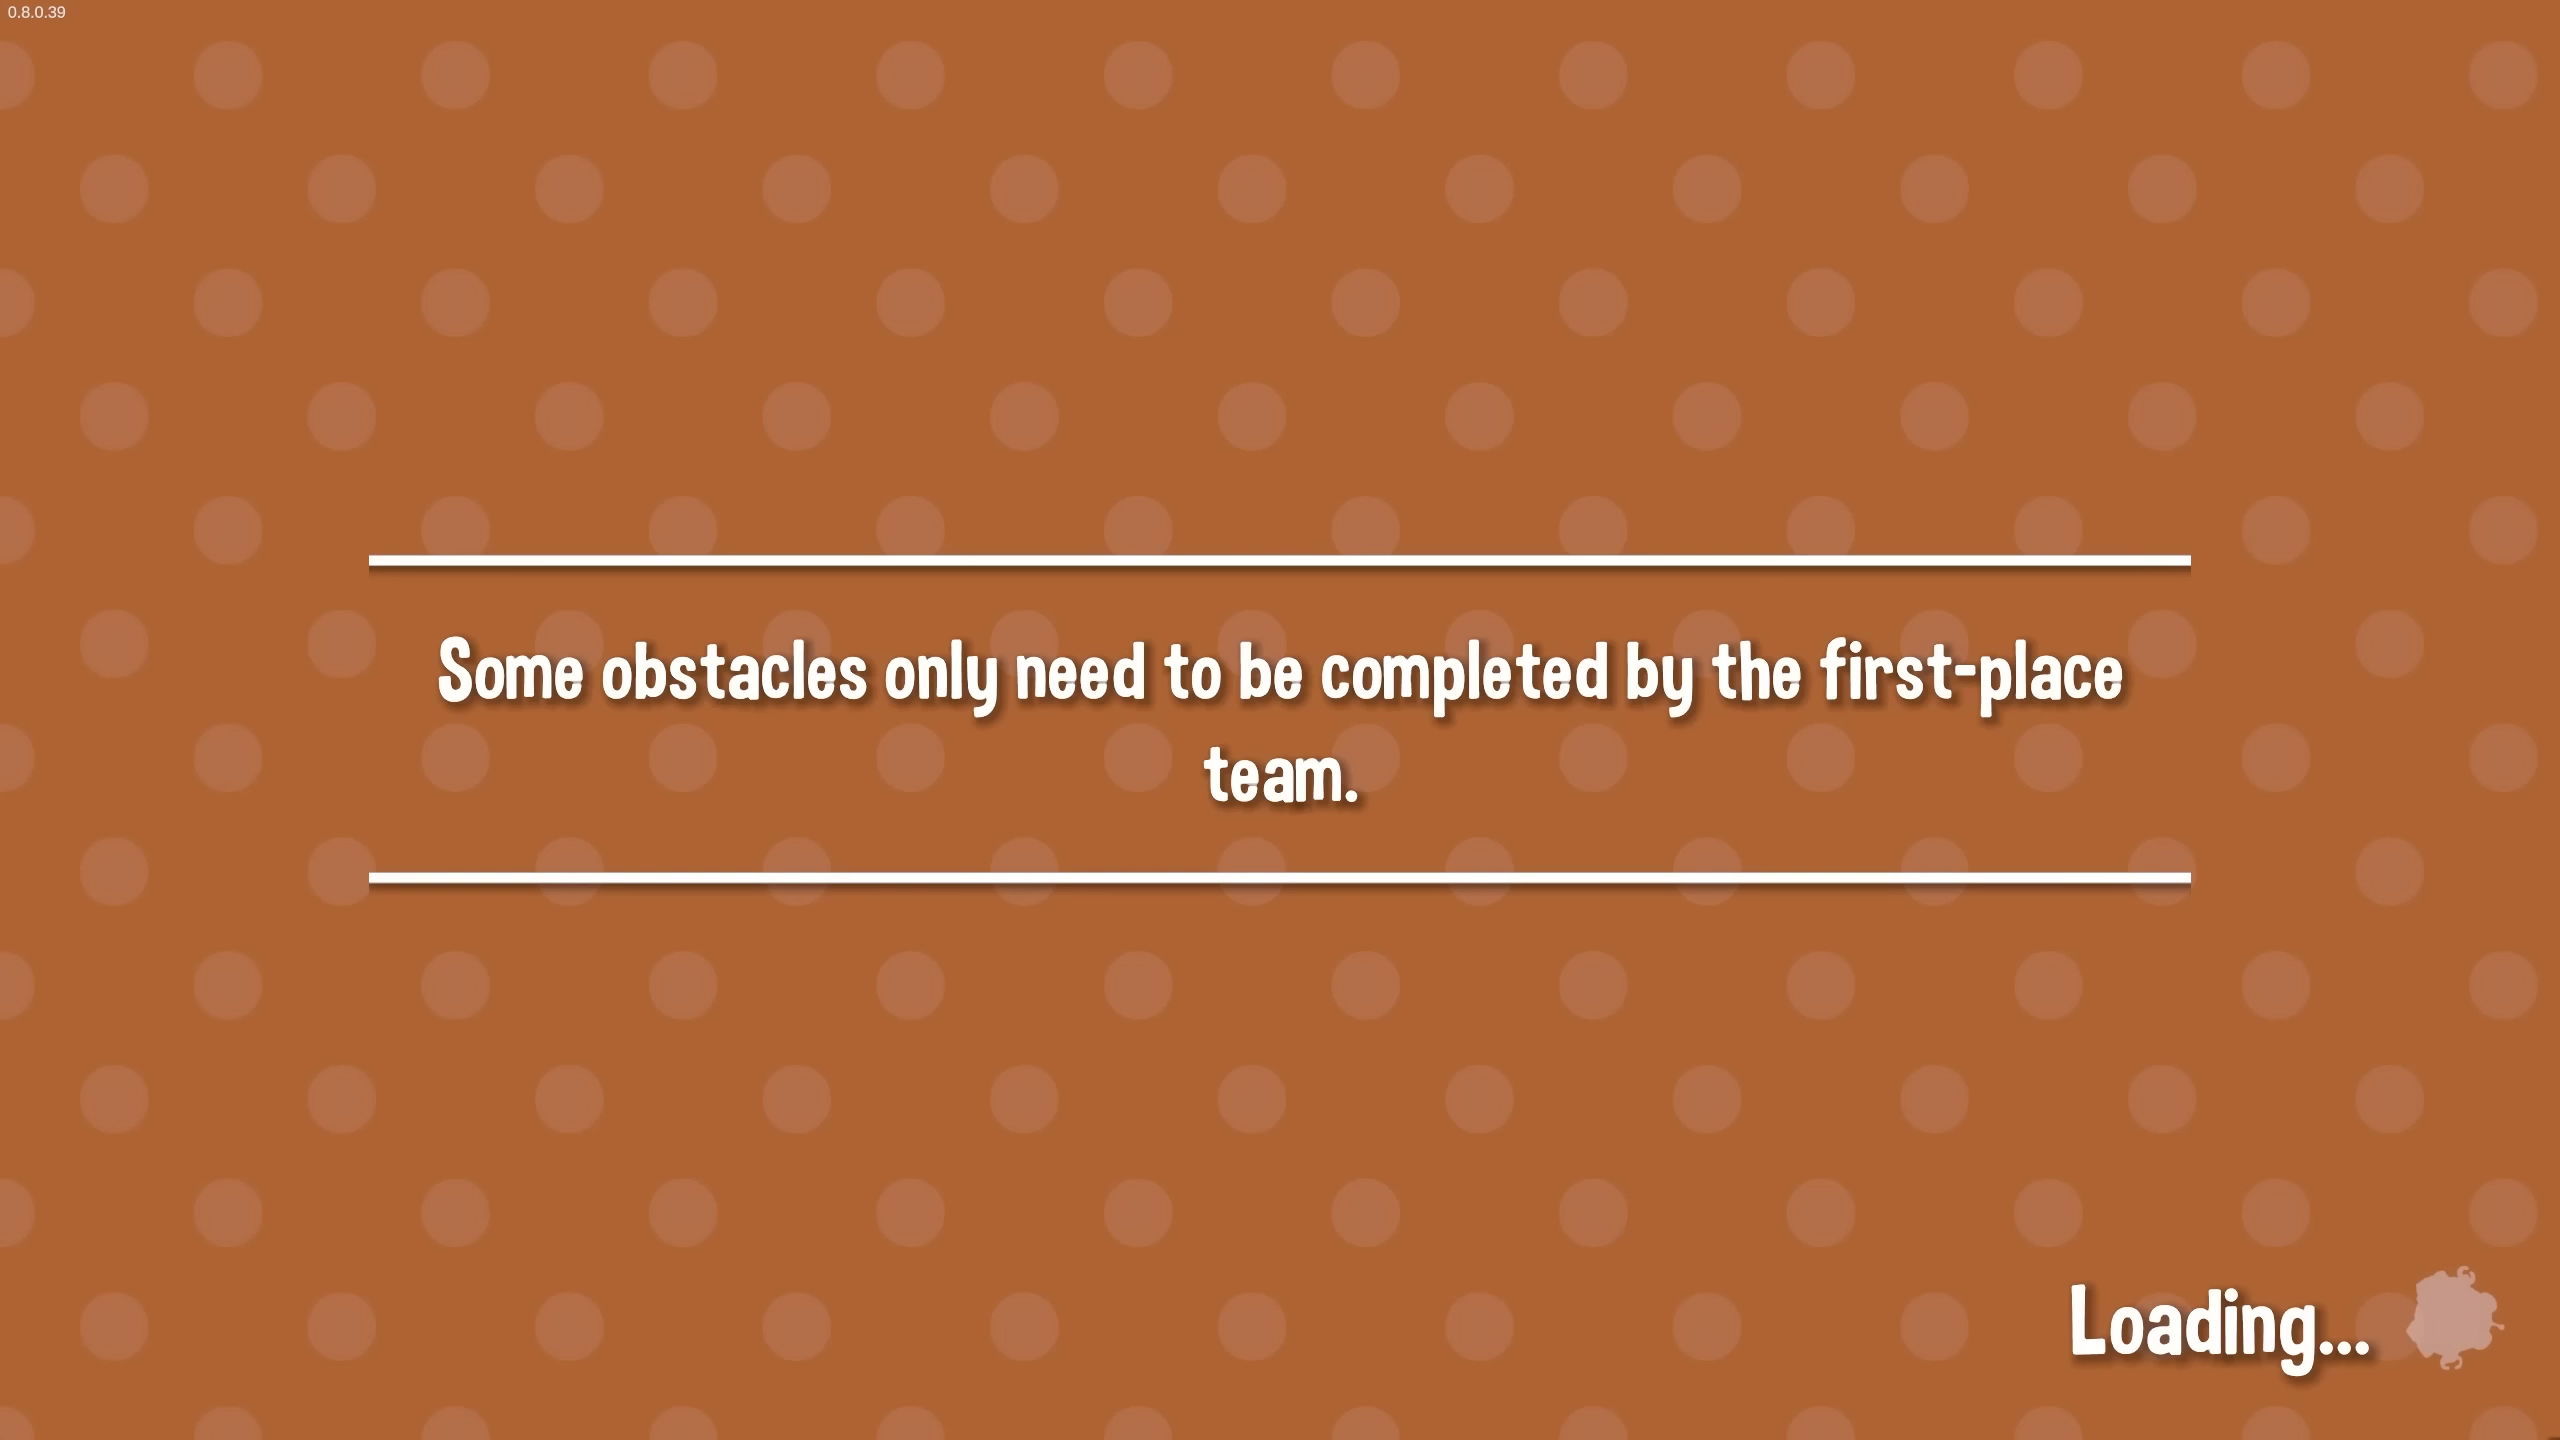 0.8.0.39
Some obstacles only need to be completed by the first-place
team.
Loading...